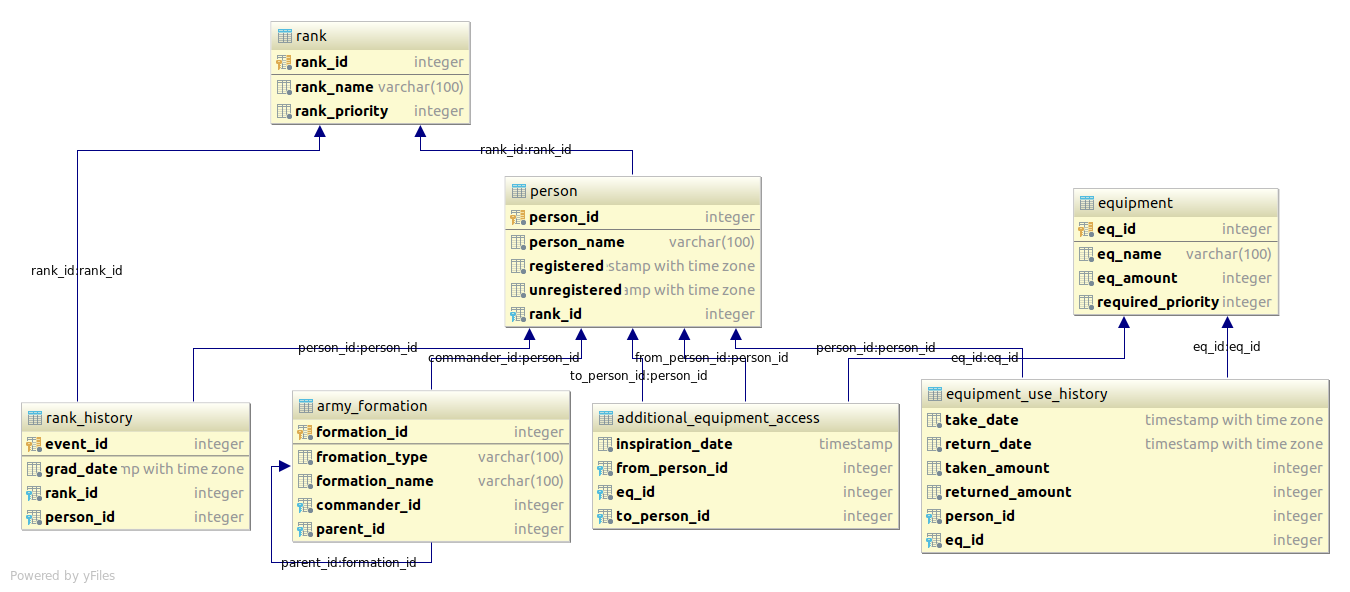 rank
rank_id integer
rank_name varchar(100)
rank_priority integer
rank_id:rank_id
person
person_id integer
person_name varchar(100)
registered stamp with time zone
unregistered amp with time zone
rank_id integer
equipment
eq_id integer
eq_name varchar(100)
eq_amount integer
required_priority integer
rank_id:rank_id
person_id:person_id
commander_id:person_id
from_person_id:person_id
to_person_id:person_id
person_id:person_id
eq_id:eq_id
eq_id:eq_id
rank_history
event_id integer
grad_date mp with time zone
rank_id integer
person_id integer
army_formation
formation_id integer
fromation_type varchar(100)
formation_name varchar(100)
commander_id integer
parent_id integer
parent_id:formation_id
additional_equipment_access
inspiration_date timestamp
from_person_id integer
eq_id integer
to_person_id integer
equipment_use_history
take_date timestamp with time zone
return_date timestamp with time zone
taken_amount integer
returned_amount integer
person_id integer
eq_id integer
Powered by yFiles